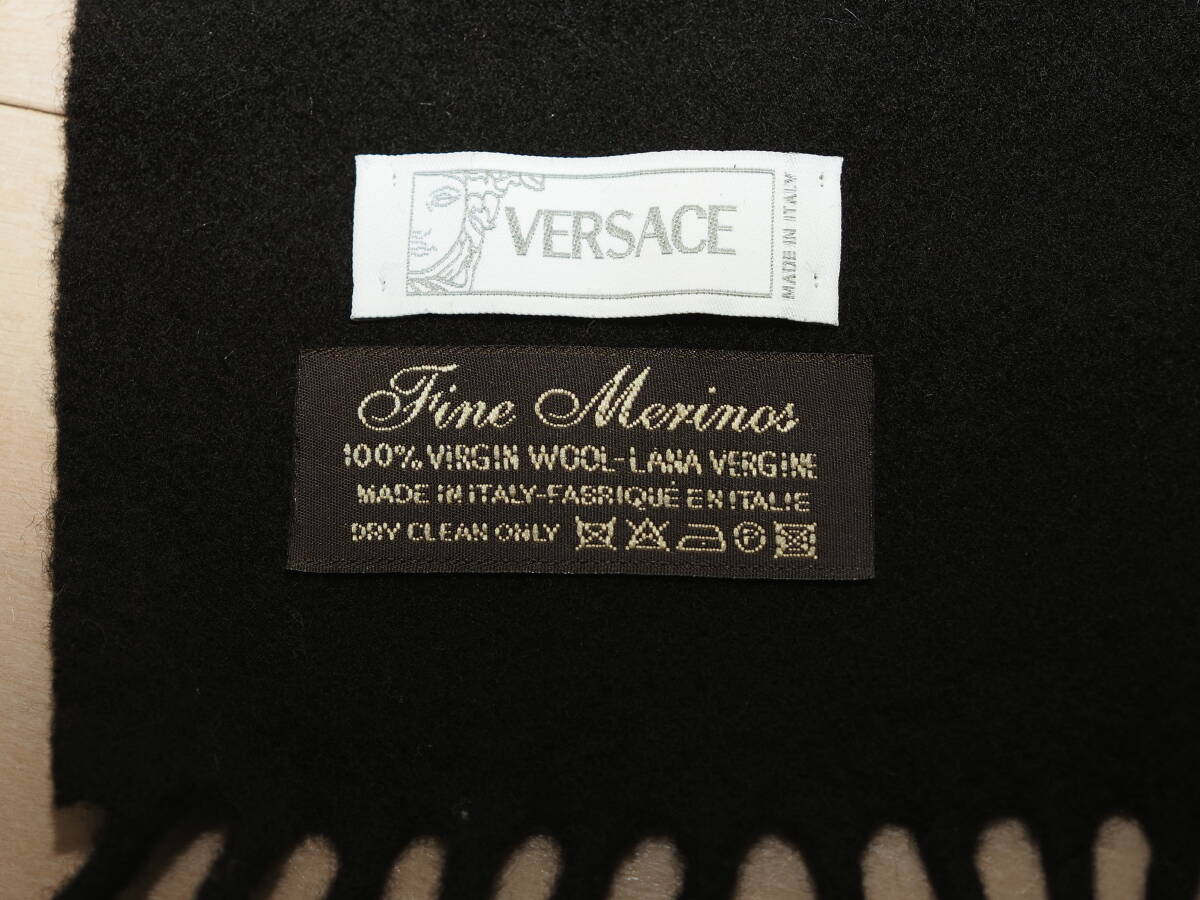 VERSACE
MADE IN ITALY
Fine Merinos
100% VIRGIN WOOL-LANA VERGINE
MADE IN ITALY-FABRIQUÉ EN ITALIE
DRY CLEAN ONLY P